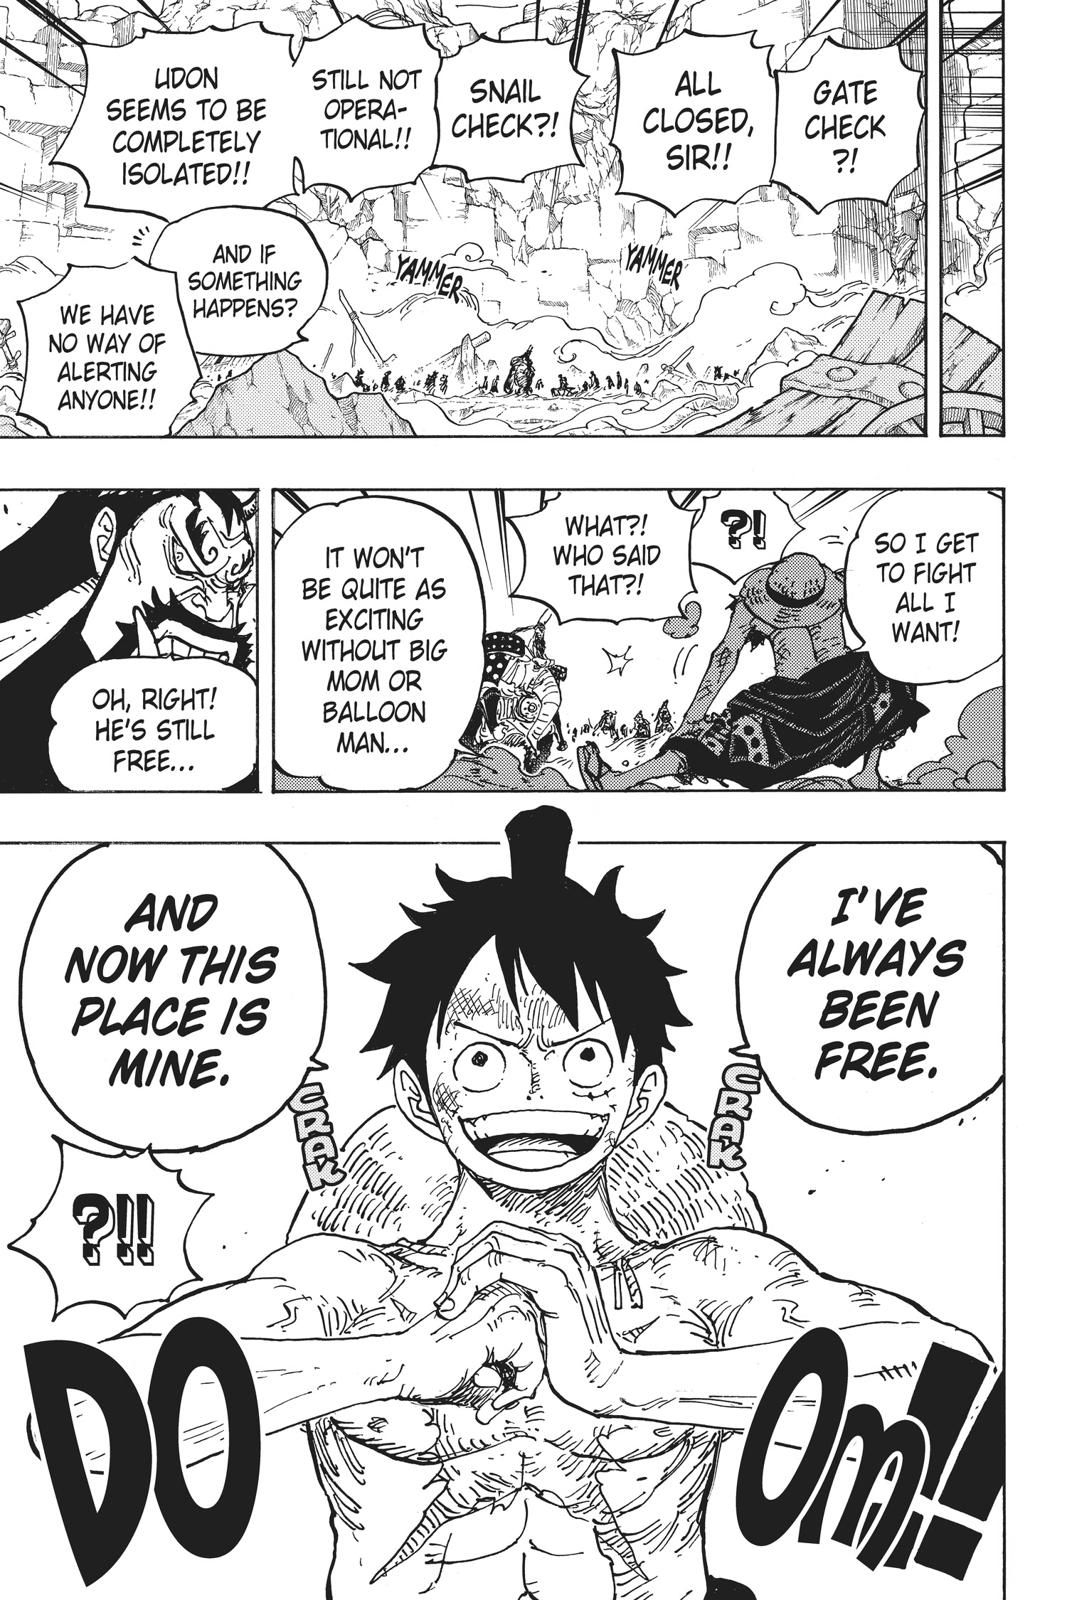 GATE
CHECK
?!
ALL
CLOSED,
SIR!!
SNAIL
CHECK?!
STILL NOT
OPERA-
TIONAL!!
UDON
SEEMS TO BE
COMPLETELY
ISOLATED!!
AND IF
SOMETHING
HAPPENS?
WE HAVE
NO WAY OF
ALERTING
ANYONE!!
YAMMER
YAMMER
SO I GET
TO FIGHT
ALL I
WANT!
?!
WHAT?!
WHO SAID
THAT?!
IT WON'T
BE QUITE AS
EXCITING
WITHOUT BIG
MOM OR
BALLOON
MAN...
OH, RIGHT!
HE'S STILL
FREE...
I'VE
ALWAYS
BEEN
FREE.
CRAK
AND
NOW THIS
PLACE IS
MINE.
CRAK
?!!
DOOM!!